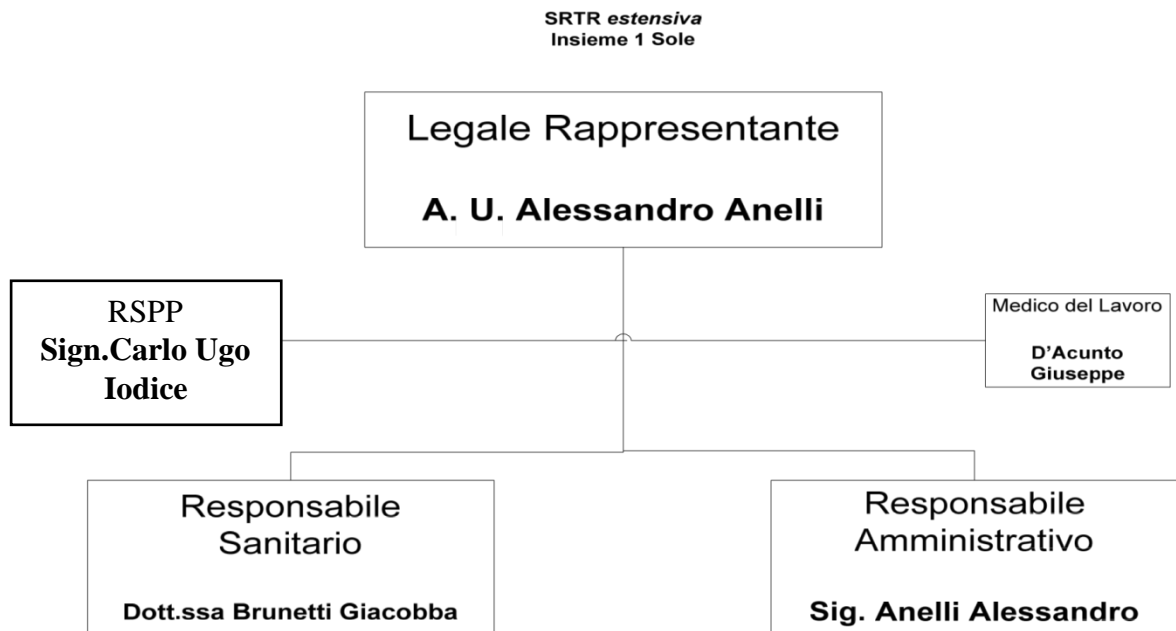 SRTR estensiva
Insieme 1 Sole
Legale Rappresentante
A. U. Alessandro Anelli
RSPP
Sign.Carlo Ugo
Iodice
Medico del Lavoro
D'Acunto
Giuseppe
Responsabile
Sanitario
Dott.ssa Brunetti Giacobba
Responsabile
Amministrativo
Sig. Anelli Alessandro